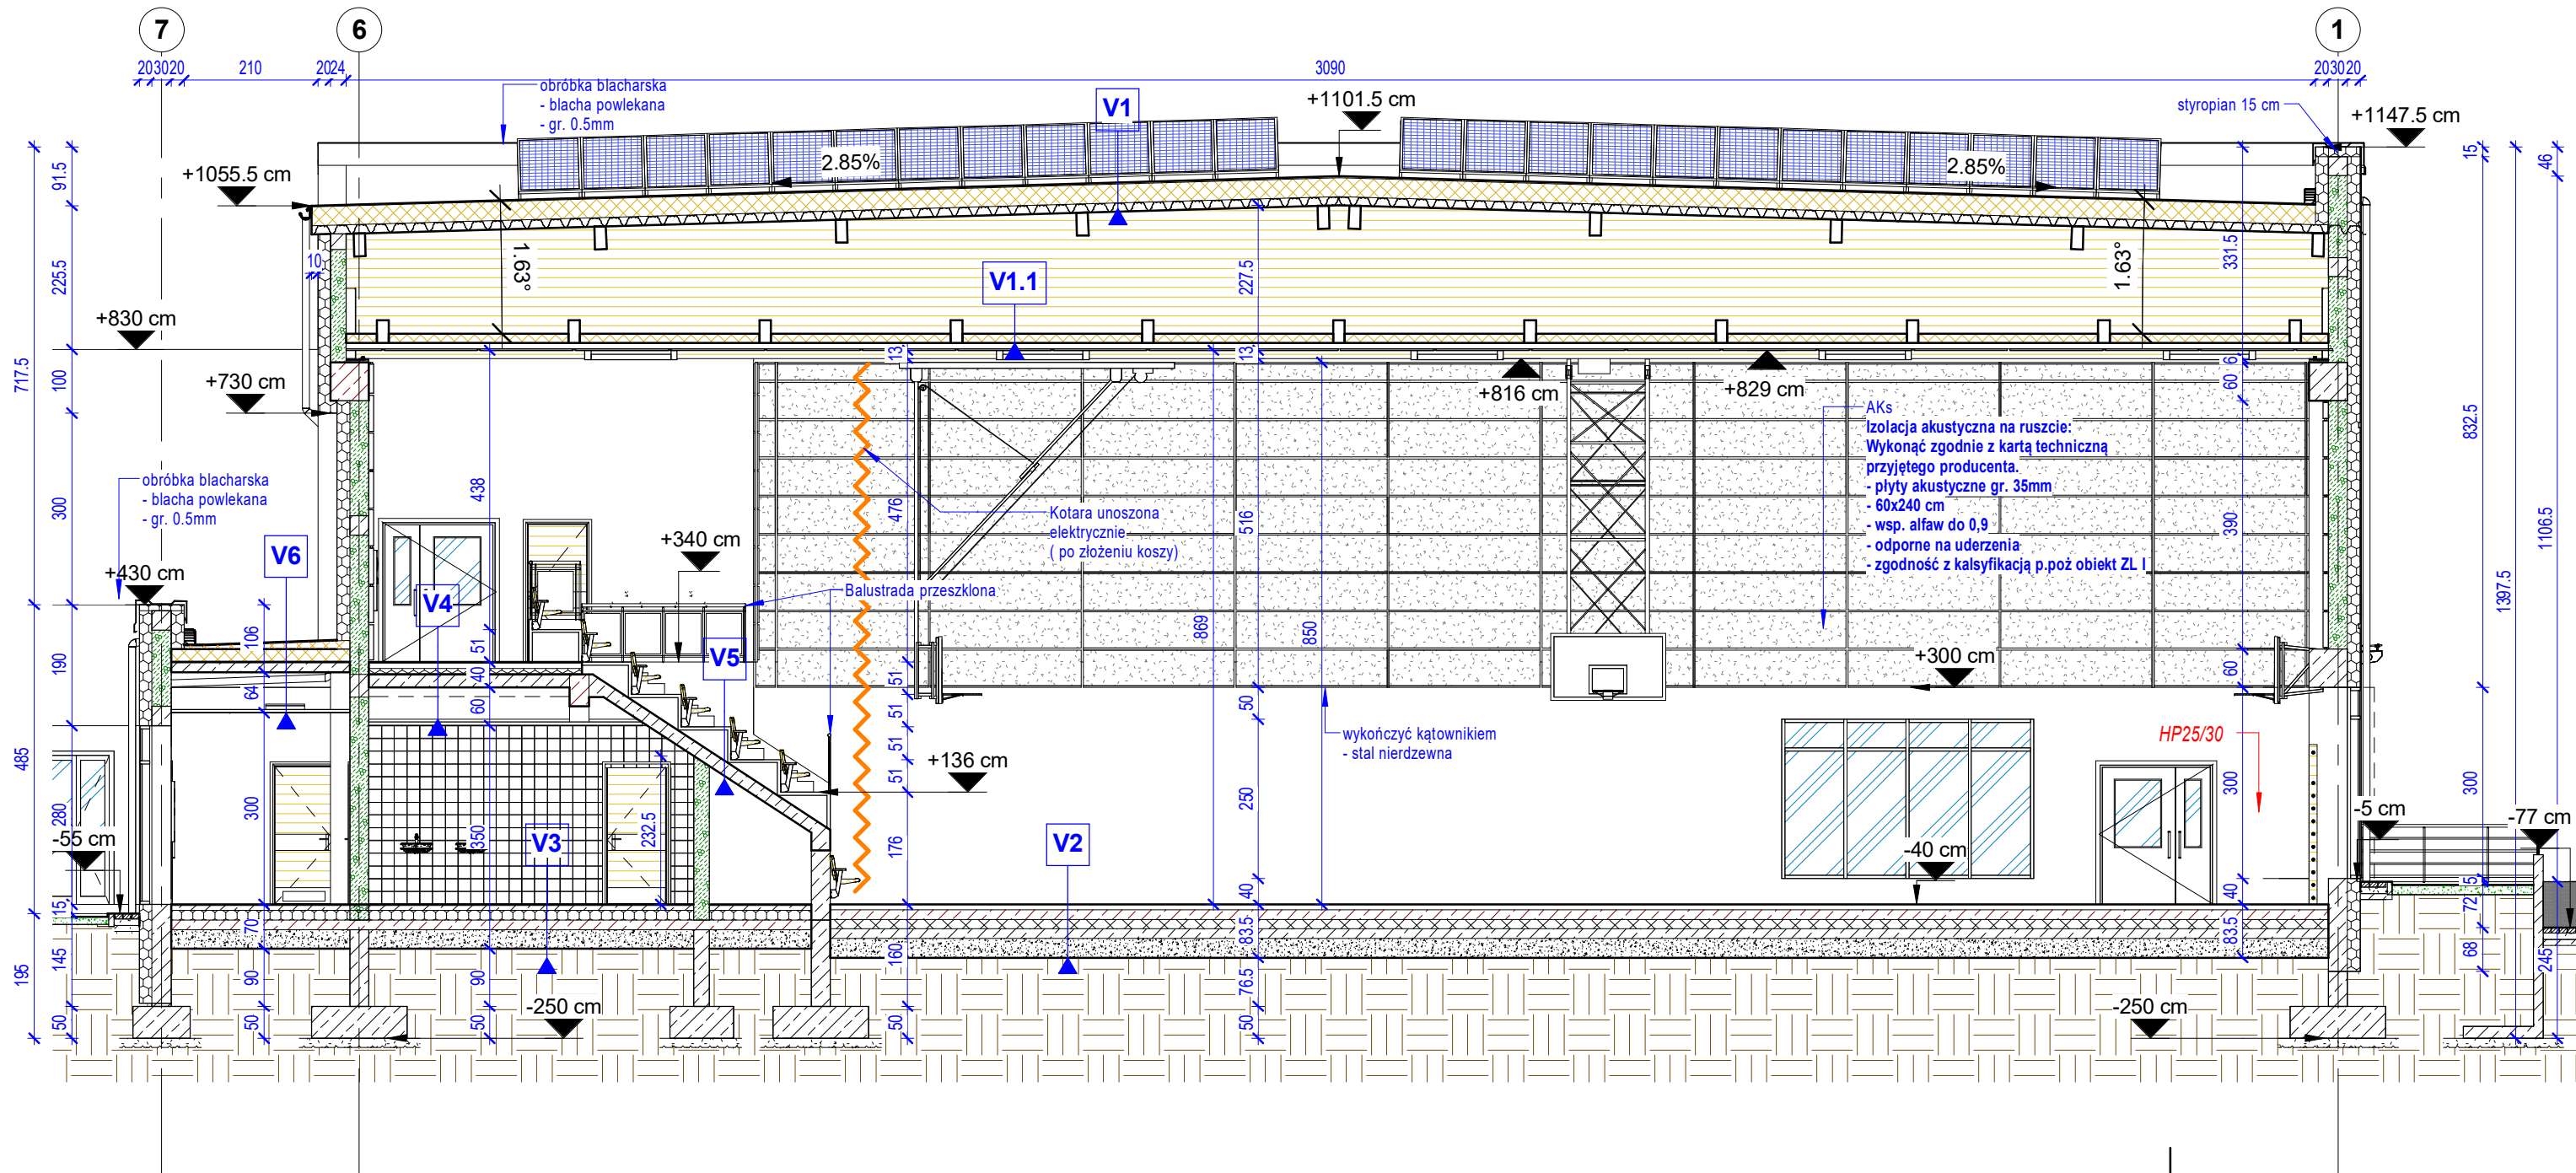 7
6
1
20 30 20
210
20 24
3090
20 30 20
obróbka blacharska
- blacha powlekana
- gr. 0.5mm
V1
+1101.5 cm
styropian 15 cm
+1147.5 cm
+1055.5 cm
2.85%
2.85%
91.5
15
46
10
1.63°
1.63°
225.5
V1.1
227.5
331.5
+830 cm
717.5
13
13
6
100
+730 cm
+816 cm
+829 cm
60
832.5
AKs
Izolacja akustyczna na ruszcie:
Wykonąć zgodnie z kartą techniczną
przyjętego producenta.
- płyty akustyczne gr. 35mm
- 60x240 cm
- wsp. alfaw do 0,9
- odporne na uderzenia
- zgodność z kalsyfikacją p.poż obiekt ZL I
obróbka blacharska
- blacha powlekana
- gr. 0.5mm
300
438
476
516
390
1106.5
Kotara unoszona
elektrycznie
( po złożeniu koszy)
+340 cm
V6
+430 cm
V4
Balustrada przeszklona
1397.5
106
51
869
850
V5
190
+300 cm
60
64
40
51
60
51
50
wykończyć kątownikiem
- stal nierdzewna
HP25/30
485
51
+136 cm
51
280
300
350
232.5
250
300
300
-5 cm
-77 cm
-55 cm
V3
176
V2
-40 cm
40
40
5
15
72.5
70
83.5
83.5
145
160
68
195
90
90
76.5
245
-250 cm
-250 cm
50
50
50
50
50